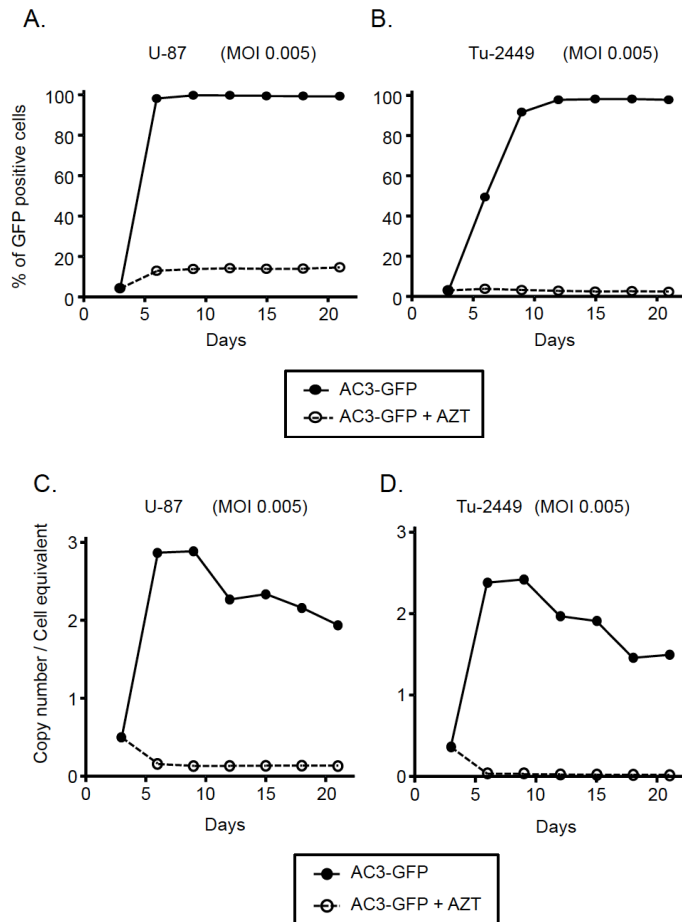 A.
U-87 (MOI 0.005)
% of GFP positive cells
100
80
60
40
20
0
0 5 10 15 20
Days
B.
Tu-2449 (MOI 0.005)
100
80
60
40
20
0
0 5 10 15 20
Days
AC3-GFP
AC3-GFP + AZT
C.
U-87 (MOI 0.005)
Copy number / Cell equivalent
3
2
1
0
0 5 10 15 20
Days
D.
Tu-2449 (MOI 0.005)
3
2
1
0
0 5 10 15 20
Days
AC3-GFP
AC3-GFP + AZT